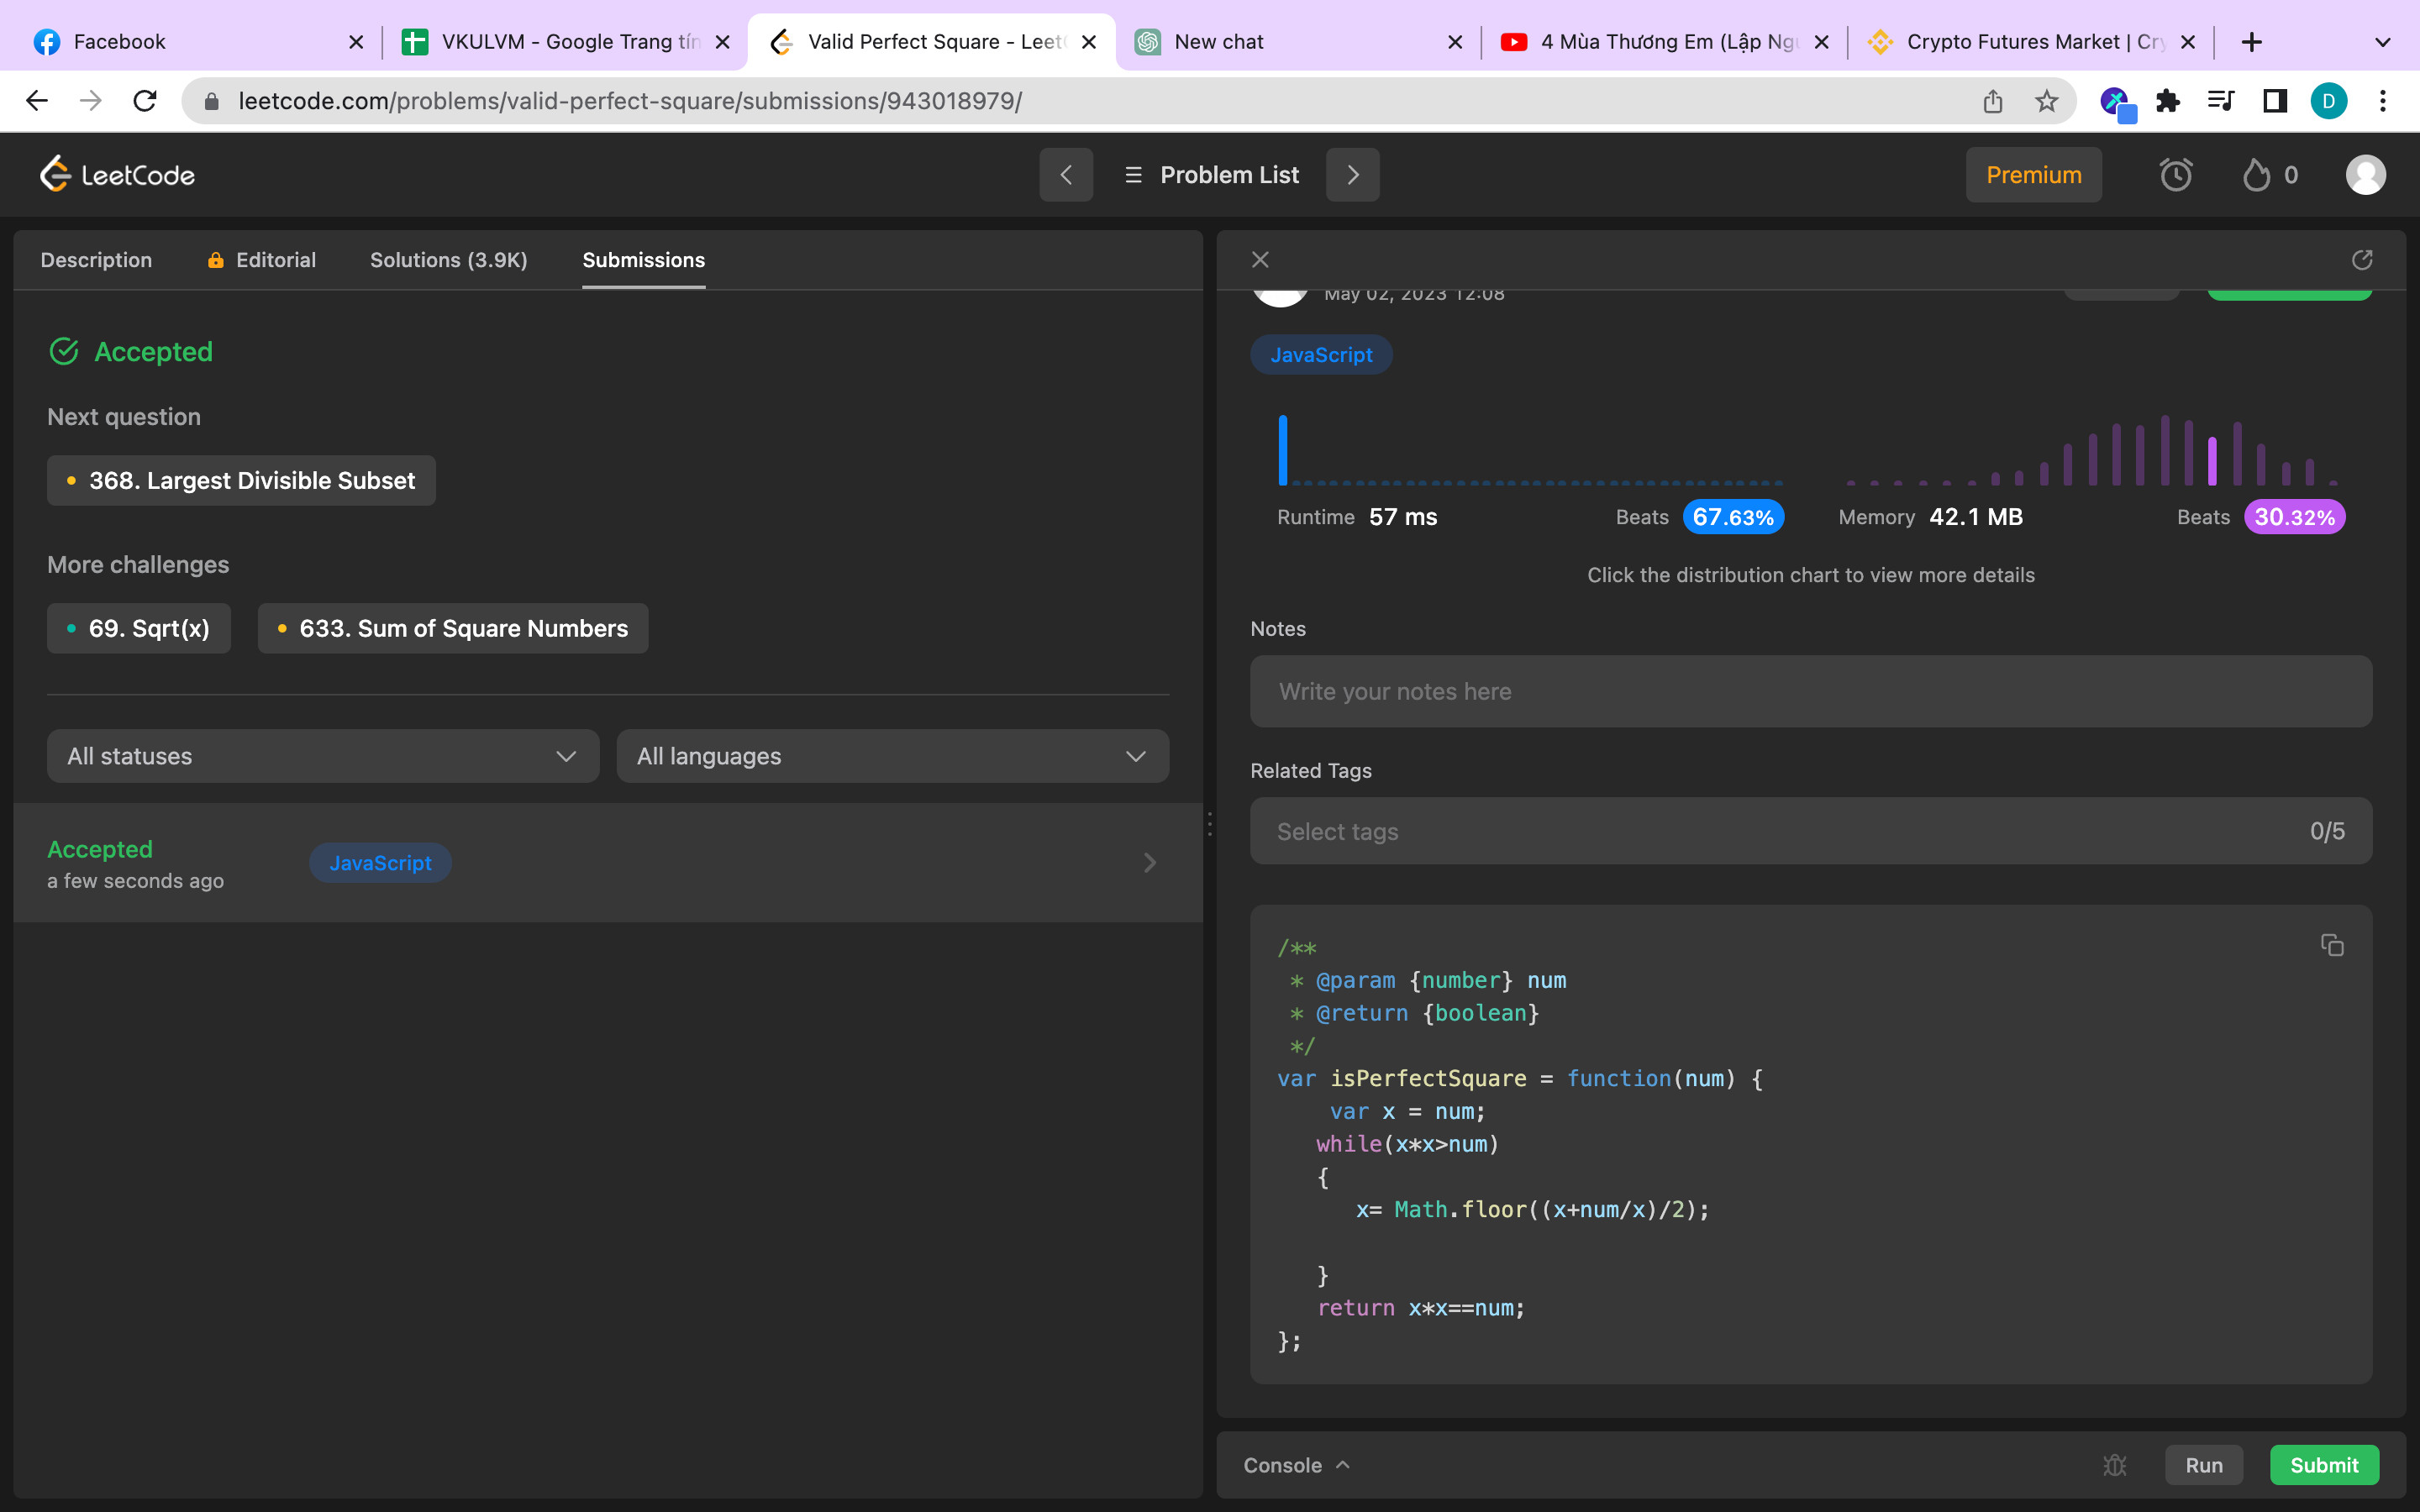 Facebook
VKULVM - Google Trang tín
Valid Perfect Square - Leet
New chat
4 Mùa Thương Em (Lập Ng
Crypto Futures Market | Cry
leetcode.com/problems/valid-perfect-square/submissions/943018979/
D
LeetCode
Problem List
Premium
0
Description
Editorial
Solutions (3.9K)
Submissions
Accepted
Next question
368. Largest Divisible Subset
More challenges
69. Sqrt(x)
633. Sum of Square Numbers
All statuses
All languages
Accepted
JavaScript
a few seconds ago
May 02, 2023 12:08
JavaScript
Runtime 57 ms
Beats 67.63%
Memory 42.1 MB
Beats 30.32%
Click the distribution chart to view more details
Notes
Write your notes here
Related Tags
Select tags
0/5
/**
 * @param {number} num
 * @return {boolean}
 */
var isPerfectSquare = function(num) {
    var x = num;
   while(x*x>num)
   {
      x= Math.floor((x+num/x)/2);
   }
   return x*x==num;
};
Console
Run
Submit